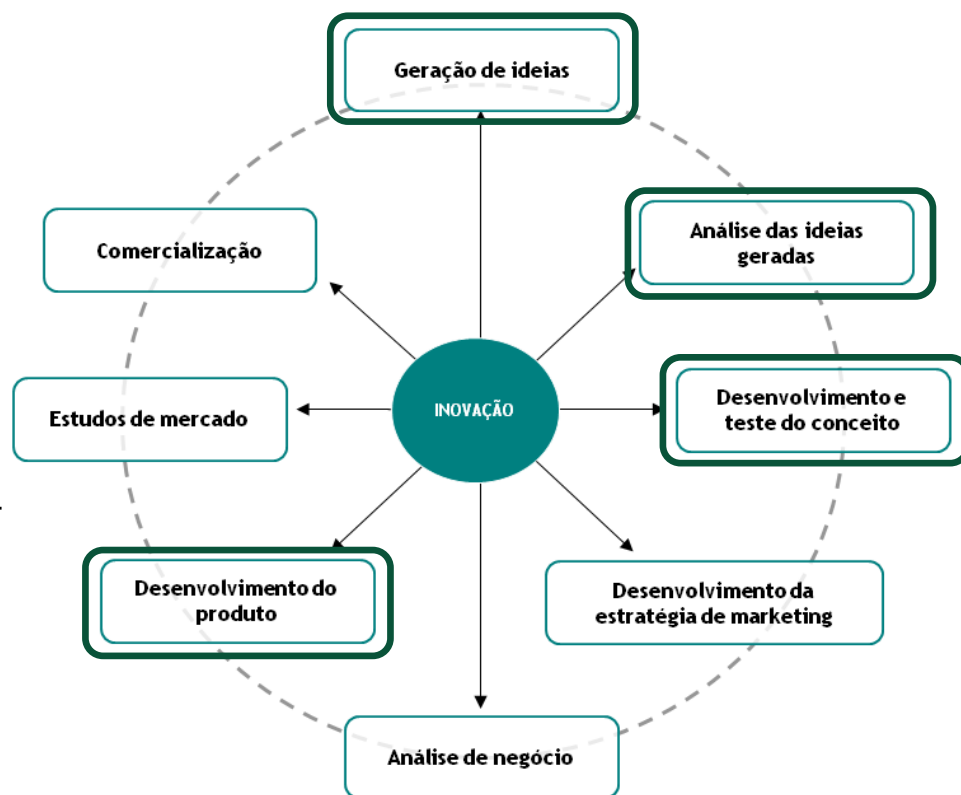 Geração de ideias
Análise das ideias
geradas
Comercialização
Desenvolvimento e
teste do conceito
Estudos de mercado
INOVAÇÃO
Desenvolvimento da
estratégia de marketing
Desenvolvimento do
produto
Análise de negócio